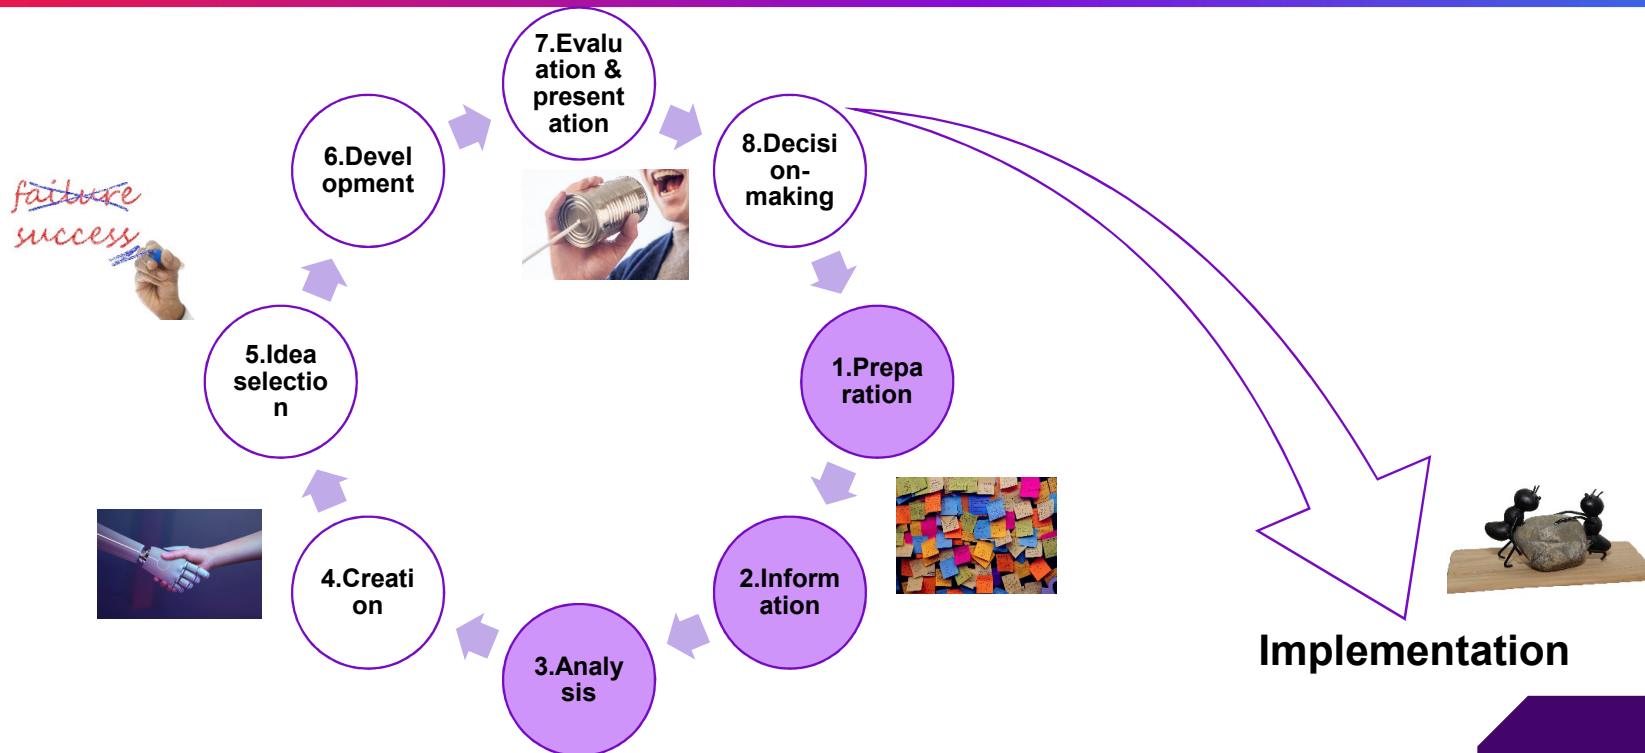 7.Evalu
ation &
present
ation
8.Decisi
on-
making
6.Devel
opment
failure
success
1.Prepa
ration
5.Idea
selectio
n
2.Inform
ation
4.Creati
on
3.Analy
sis
Implementation